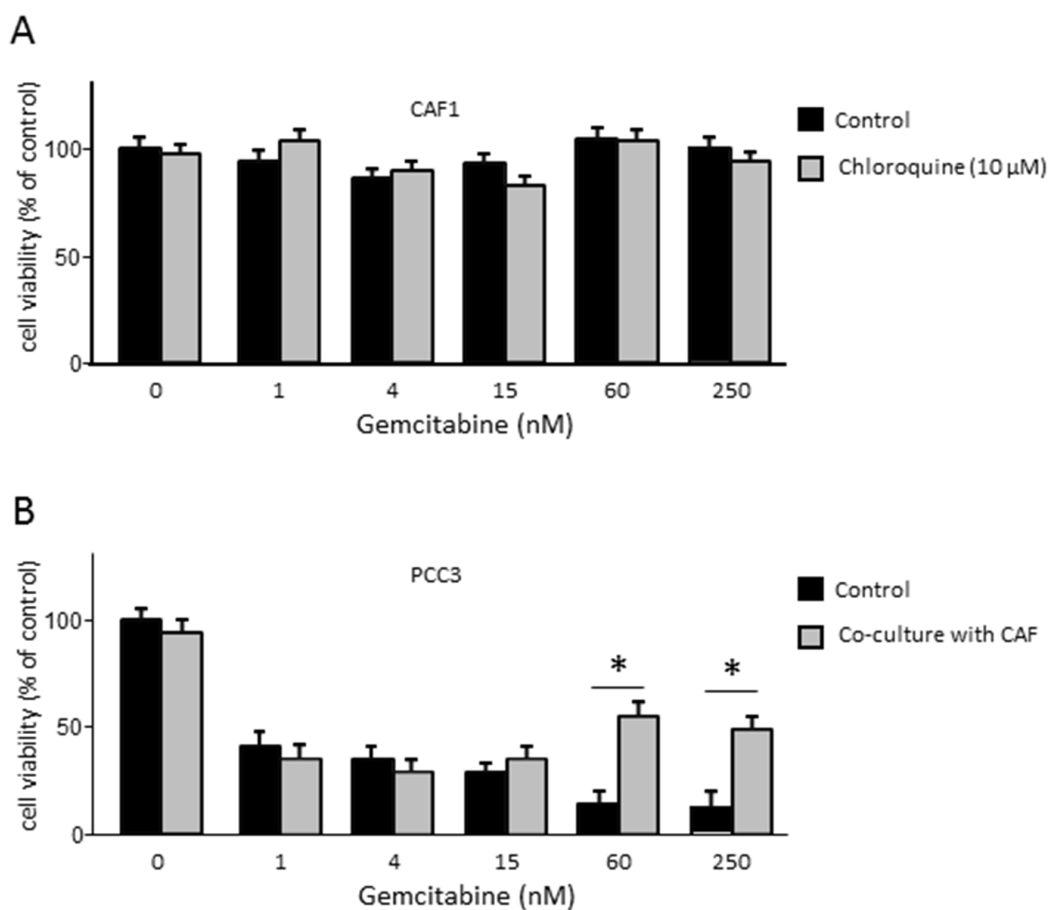 A
CAF1
cell viability (% of control)
100
50
0
0 1 4 15 60 250
Gemcitabine (nM)
Control
Chloroquine (10 µM)
B
PCC3
cell viability (% of control)
100
50
0
* *
0 1 4 15 60 250
Gemcitabine (nM)
Control
Co-culture with CAF